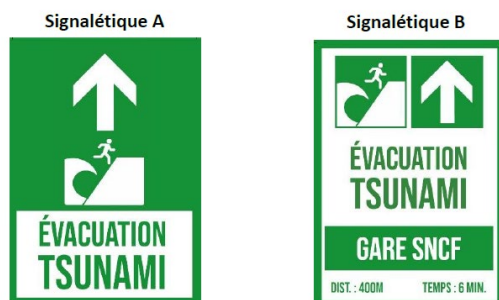 Signalétique A
ÉVACUATION
TSUNAMI
Signalétique B
ÉVACUATION
TSUNAMI
GARE SNCF
DIST. : 400M TEMPS : 6 MIN.